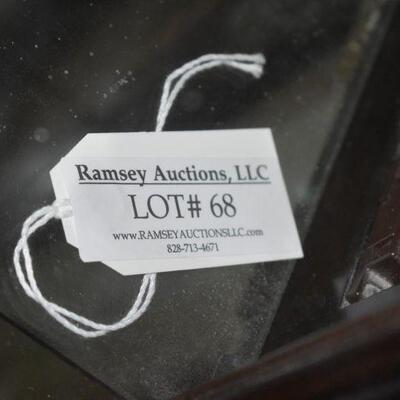 Ramsey Auctions, LLC
LOT# 68
www.RAMSEYAUCTIONSLLC.com
828-713-4671